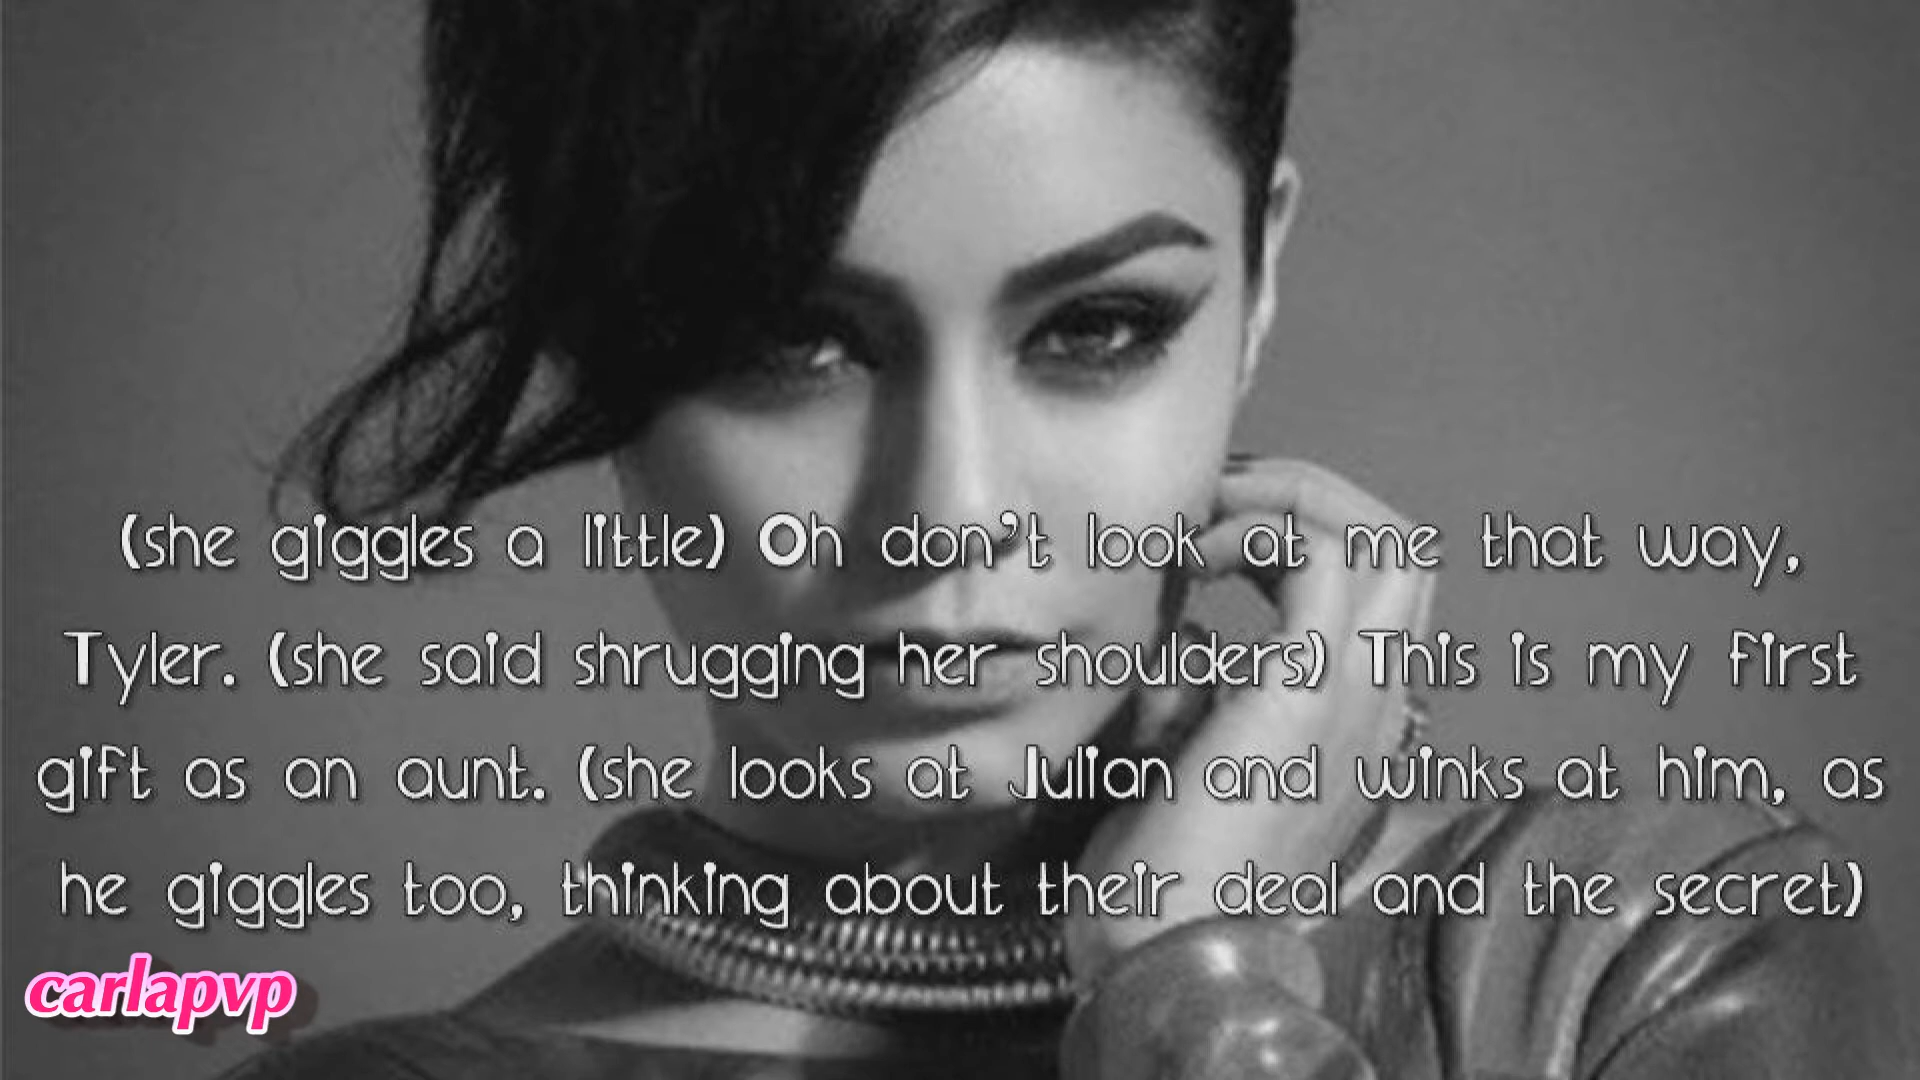 (she giggles a little) Oh don't look at me that way,
Tyler. (she said shrugging her shoulders) This is my first
gift as an aunt. (she looks at Julian and winks at him, as
he giggles too, thinking about their deal and the secret)
carlapvp